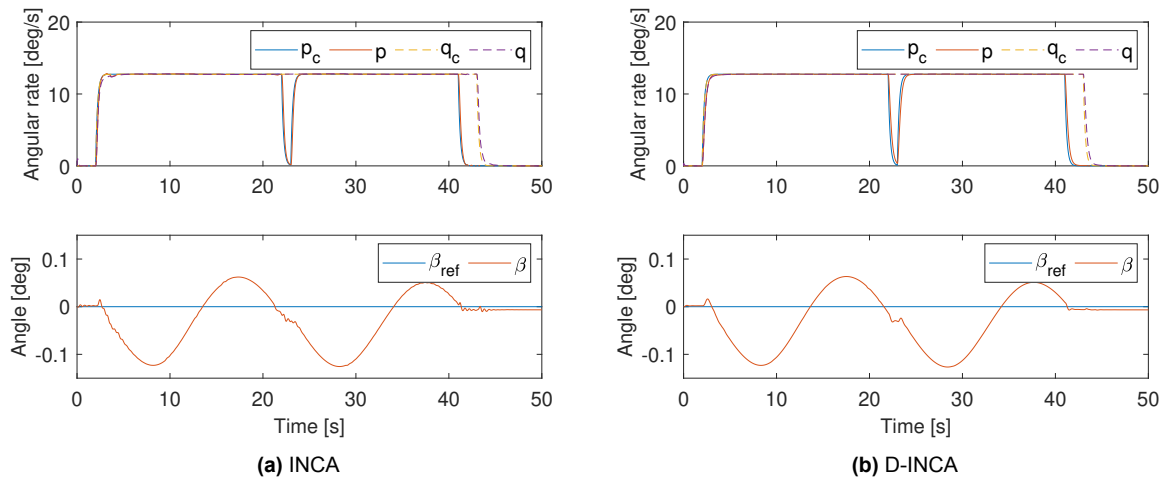 20
10
0
Angular rate [deg/s]
p_c p q_c q
0 10 20 30 40 50
0.1
0
-0.1
Angle [deg]
β_ref β
0 10 20 30 40 50
Time [s]
(a) INCA
20
10
0
Angular rate [deg/s]
p_c p q_c q
0 10 20 30 40 50
0.1
0
-0.1
Angle [deg]
β_ref β
0 10 20 30 40 50
Time [s]
(b) D-INCA